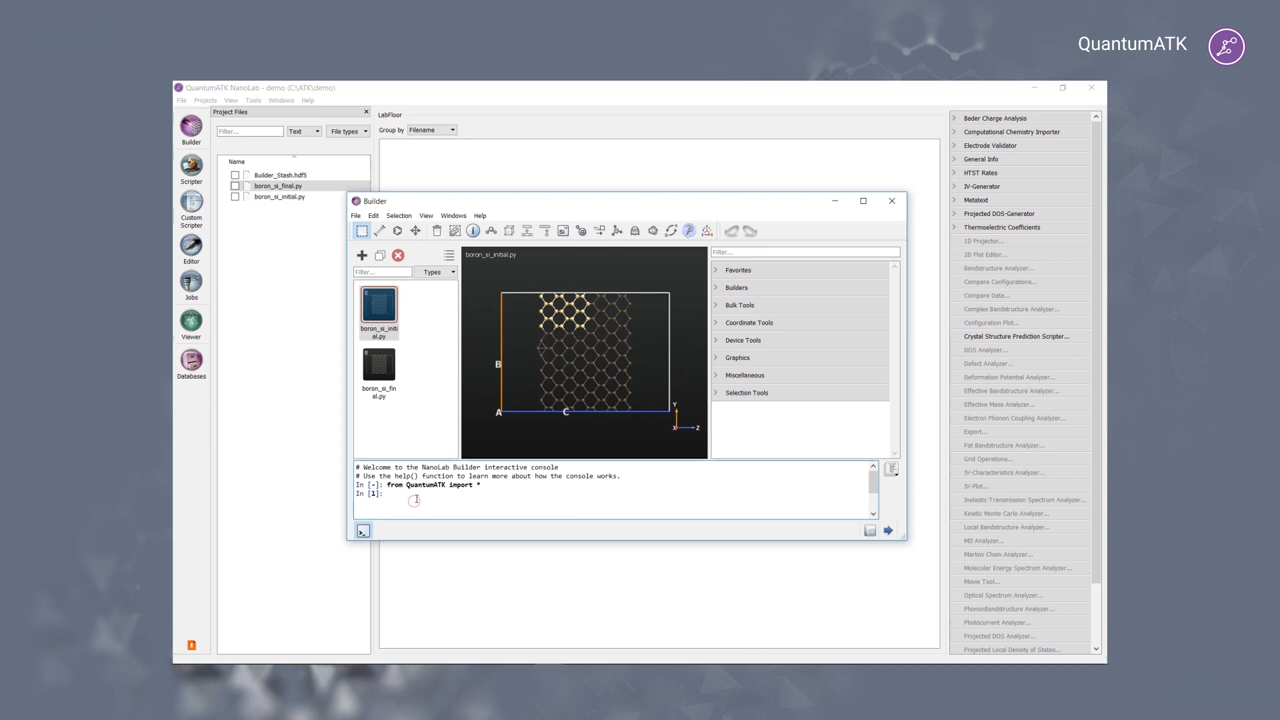 QuantumATK
QuantumATK NanoLab - demo (C:\ATK\demo)
File Projects View Tools Windows Help
Project Files
Filter... Text File types
Name
Builder_Stash.hdf5
boron_si_final.py
boron_si_initial.py
Builder
Scripter
Custom
Scripter
Editor
Jobs
Viewer
Databases
LabFloor
Group by Filename
Builder
File Edit Selection View Windows Help
Filter... Types
boron_si_initi
al.py
boron_si_fin
al.py
boron_si_initial.py
B
A
C
Y
X
Z
Filter...
Favorites
Builders
Bulk Tools
Coordinate Tools
Device Tools
Graphics
Miscellaneous
Selection Tools
# Welcome to the NanoLab Builder interactive console
# Use the help() function to learn more about how the console works.
In [-]: from QuantumATK import *
In [1]:
Bader Charge Analysis
Computational Chemistry Importer
Electrode Validator
General Info
HTST Rates
IV-Generator
Metatext
Projected DOS-Generator
Thermoelectric Coefficients
1D Projector...
2D Plot Editor...
Bandstructure Analyzer...
Compare Configurations...
Compare Data...
Complex Bandstructure Analyzer...
Configuration Plot...
Crystal Structure Prediction Scripter...
DOS Analyzer...
Defect Analyzer...
Deformation Potential Analyzer...
Effective Bandstructure Analyzer...
Effective Mass Analyzer...
Electron Phonon Coupling Analyzer...
Export...
Fat Bandstructure Analyzer...
Grid Operations...
IV-Characteristics Analyzer...
IV-Plot...
Inelastic Transmission Spectrum Analyzer...
Kinetic Monte Carlo Analyzer...
Local Bandstructure Analyzer...
MD Analyzer...
Markov Chain Analyzer...
Molecular Energy Spectrum Analyzer...
Movie Tool...
Optical Spectrum Analyzer...
PhononBandstructure Analyzer...
Photocurrent Analyzer...
Projected DOS Analyzer...
Projected Local Density of States...